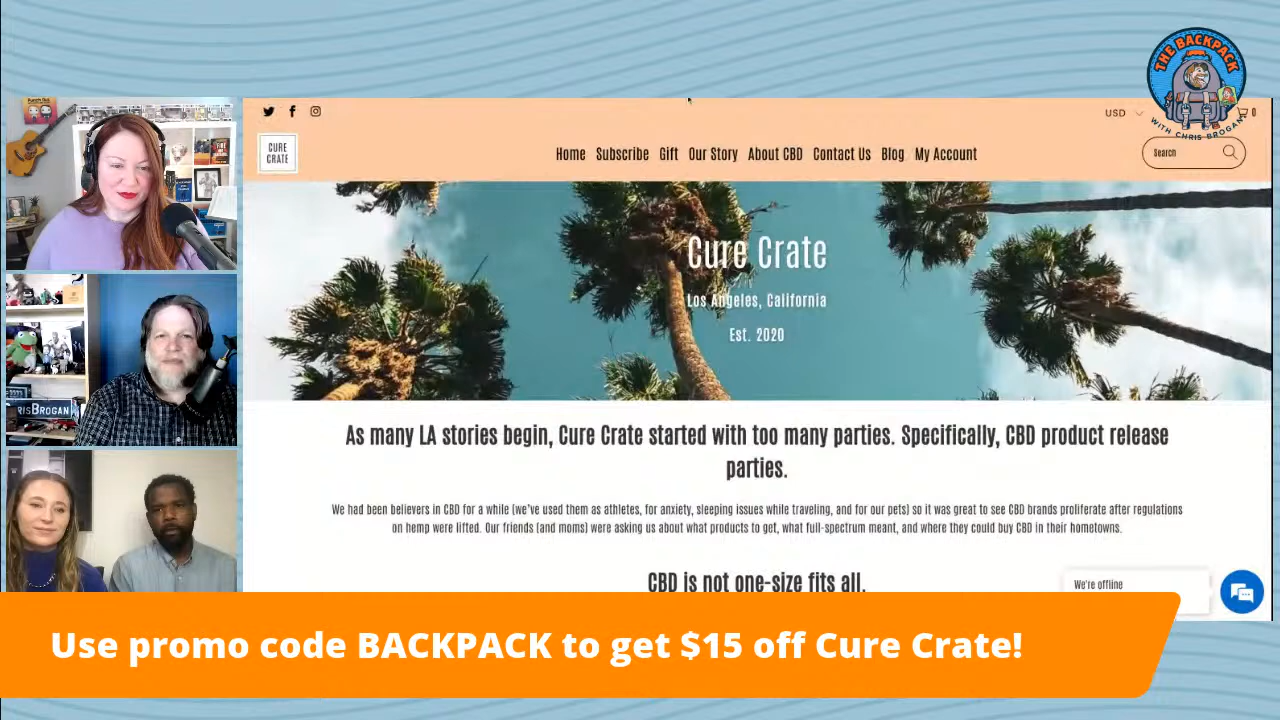 THE BACKPACK
WITH CHRIS BROGAN
USD
0
CURE
CRATE
Home Subscribe Gift Our Story About CBD Contact Us Blog My Account
Search
Cure Crate
Los Angeles, California
Est. 2020
RISBROGAN
As many LA stories begin, Cure Crate started with too many parties. Specifically, CBD product release
parties.
We had been believers in CBD for a while (we've used them as athletes, for anxiety, sleeping issues while traveling, and for our pets) so it was great to see CBD brands proliferate after regulations
on hemp were lifted. Our friends (and moms) were asking us about what products to get, what full-spectrum meant, and where they could buy CBD in their hometowns.
CBD is not one-size fits all.
We're offline
Use promo code BACKPACK to get $15 off Cure Crate!